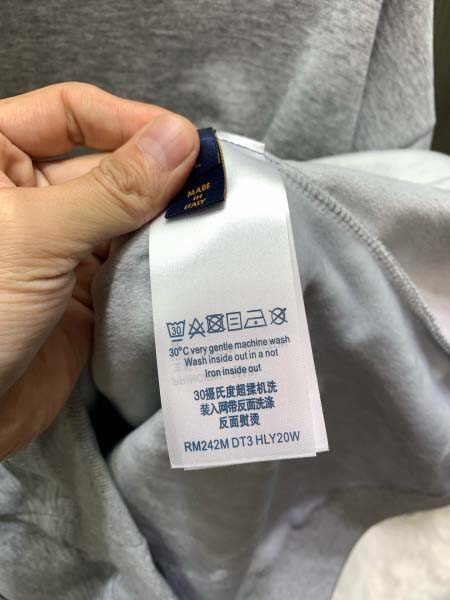 MADE
IN
ITALY
30
30°C very gentle machine wash
Wash inside out in a not
Iron inside out
30摄氏度超揉机洗
装入网带反面洗涤
反面熨烫
RM242M DT3 HLY20W